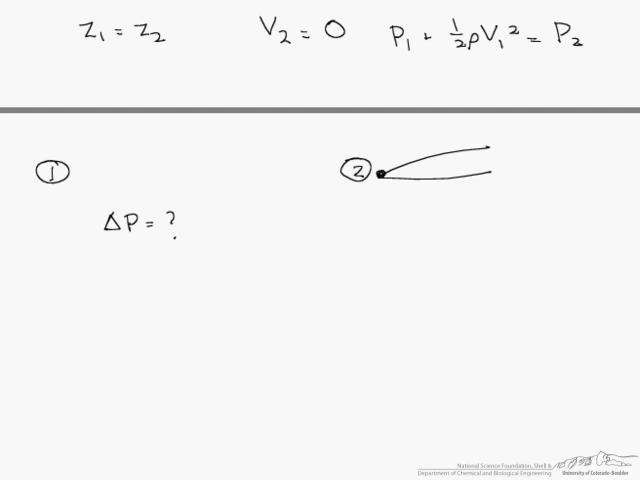 Z₁ = Z₂ V₂ = 0 P₁ + ½ρV₁² = P₂
① ②
ΔP = ?
National Science Foundation, Shell &
Department of Chemical and Biological Engineering University of Colorado-Boulder